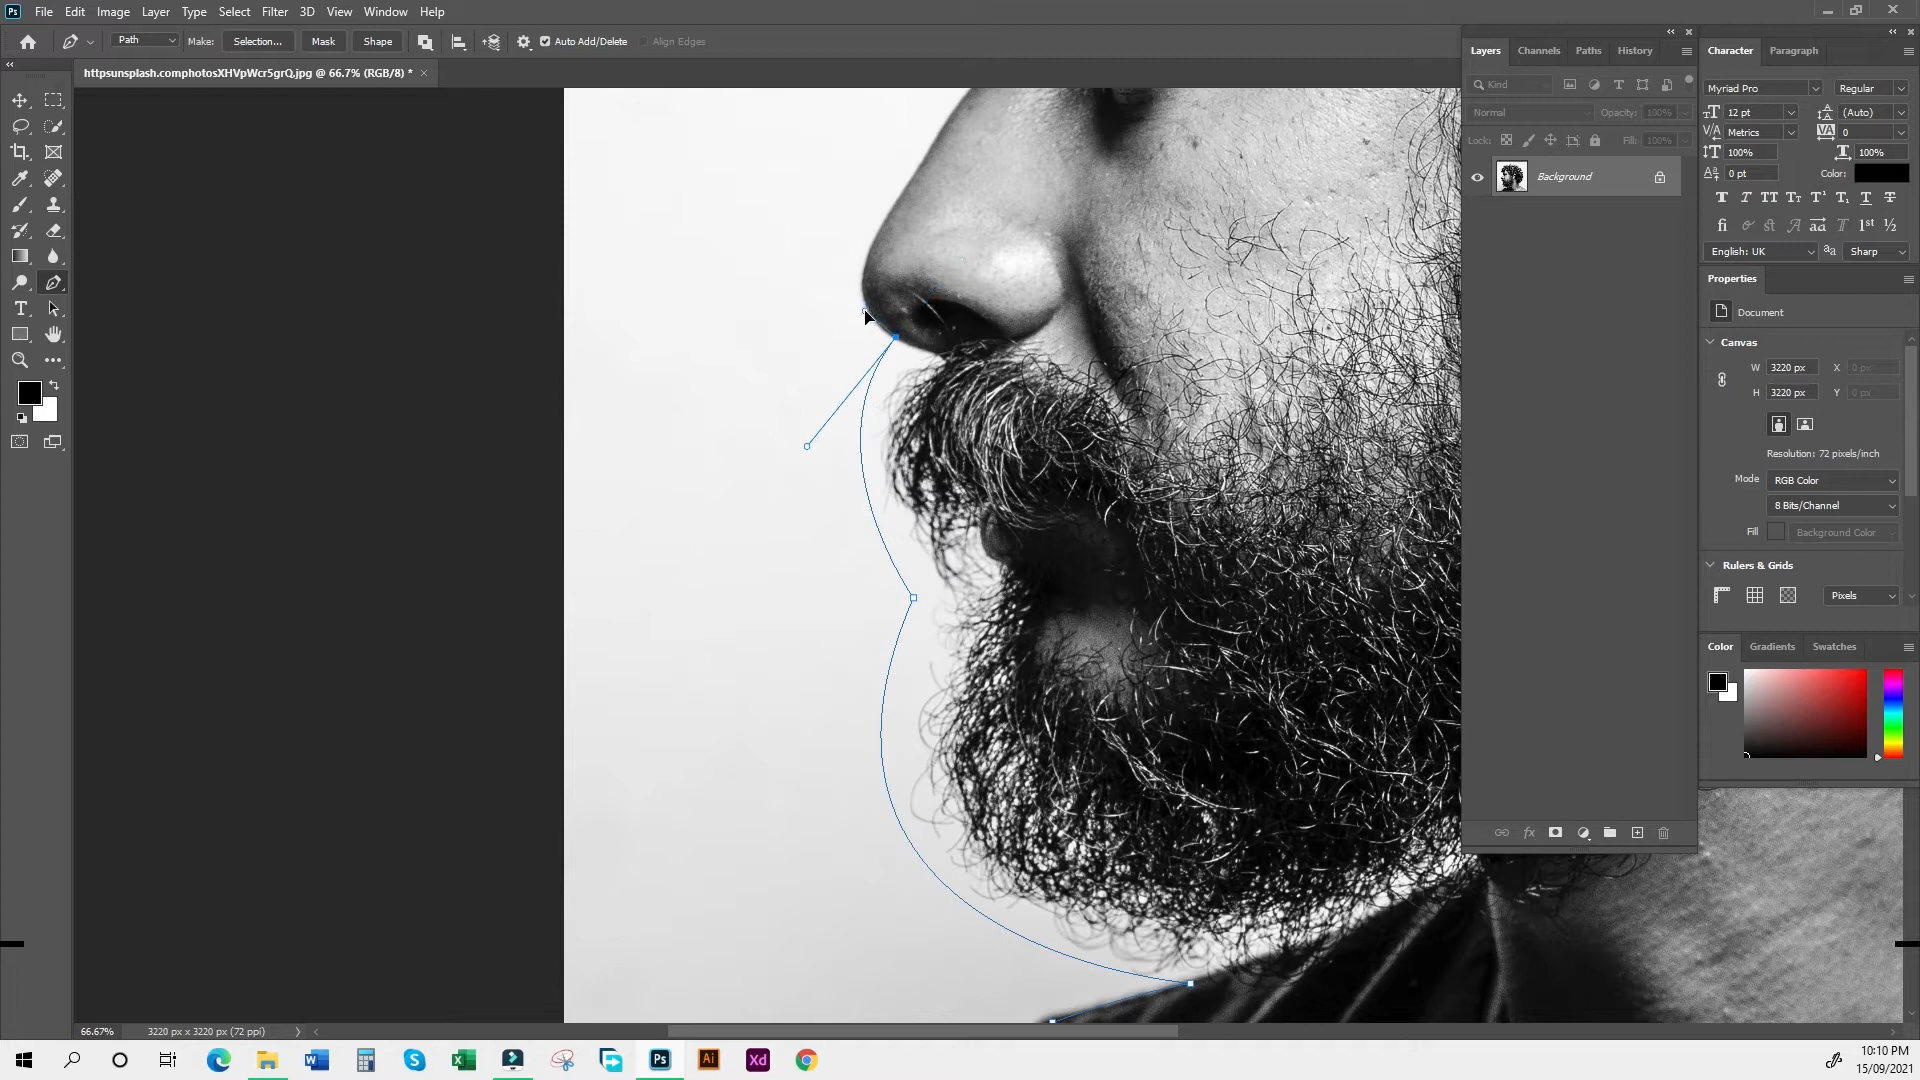 Ps File Edit Image Layer Type Select Filter 3D View Window Help
Path Make: Selection... Mask Shape Auto Add/Delete Align Edges
httpsunsplash.comphotosXHVpWcr5grQ.jpg @ 66.7% (RGB/8) *
Layers Channels Paths History
Kind
Normal Opacity: 100%
Lock: Fill: 100%
Background
Character Paragraph
Myriad Pro Regular
12 pt (Auto)
Metrics 0
100% 100%
0 pt Color:
English: UK aa Sharp
Properties
Document
Canvas
W 3220 px X 0 px
H 3220 px Y 0 px
Resolution: 72 pixels/inch
Mode RGB Color
8 Bits/Channel
Fill Background Color
Rulers & Grids
Pixels
Color Gradients Swatches
66.67% 3220 px x 3220 px (72 ppi)
Ps Ai Xd
10:10 PM
15/09/2021